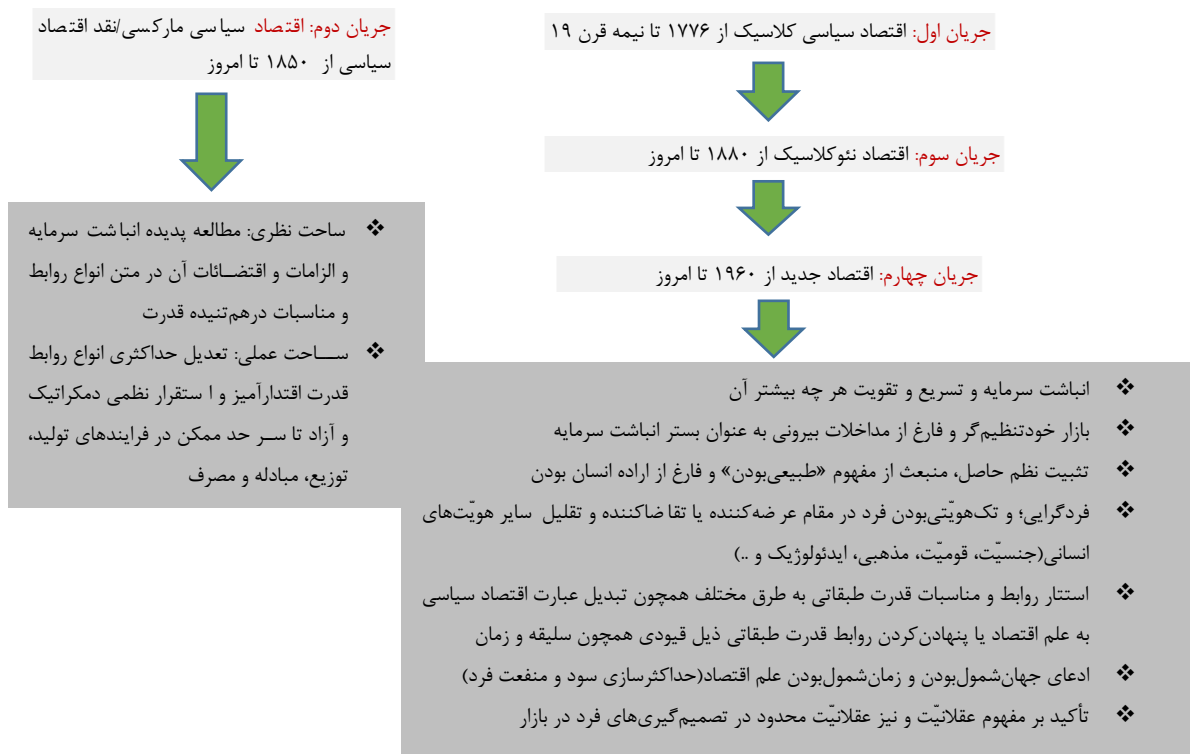 جریان اول: اقتصاد سیاسی کلاسیک از ۱۷۷۶ تا نیمه قرن ۱۹
جریان سوم: اقتصاد نئوکلاسیک از ۱۸۸۰ تا امروز
جریان چهارم: اقتصاد جدید از ۱۹۶۰ تا امروز
❖ انباشت سرمایه و تسریع و تقویت هر چه بیشتر آن
❖ بازار خودتنظیم‌گر و فارغ از مداخلات بیرونی به عنوان بستر انباشت سرمایه
❖ تثبیت نظم حاصل، منبعث از مفهوم «طبیعی‌بودن» و فارغ از اراده انسان بودن
❖ فردگرایی؛ و تک‌هویّتی‌بودن فرد در مقام عرضه‌کننده یا تقاضاکننده و تقلیل سایر هویّت‌های
انسانی(جنسیّت، قومیّت، مذهبی، ایدئولوژیک و ..)
❖ استتار روابط و مناسبات قدرت طبقاتی به طرق مختلف همچون تبدیل عبارت اقتصاد سیاسی
به علم اقتصاد یا پنهان‌کردن روابط قدرت طبقاتی ذیل قیودی همچون سلیقه و زمان
❖ ادعای جهان‌شمول‌بودن و زمان‌شمول‌بودن علم اقتصاد(حداکثرسازی سود و منفعت فرد)
❖ تأکید بر مفهوم عقلانیّت و نیز عقلانیّت محدود در تصمیم‌گیری‌های فرد در بازار
جریان دوم: اقتصاد سیاسی مارکسی/نقد اقتصاد
سیاسی از ۱۸۵۰ تا امروز
❖ ساحت نظری: مطالعه پدیده انباشت سرمایه
و الزامات و اقتضائات آن در متن انواع روابط
و مناسبات درهم‌تنیده قدرت
❖ ساحت عملی: تعدیل حداکثری انواع روابط
قدرت اقتدارآمیز و استقرار نظمی دمکراتیک
و آزاد تا سر حد ممکن در فرایندهای تولید،
توزیع، مبادله و مصرف